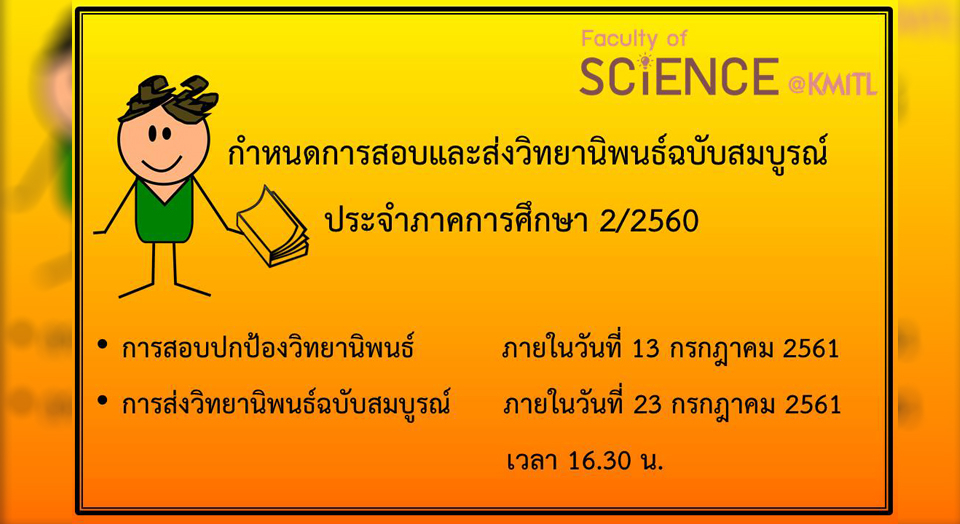 Faculty of
SCiENCE @KMITL
กำหนดการสอบและส่งวิทยานิพนธ์ฉบับสมบูรณ์
ประจำภาคการศึกษา 2/2560
• การสอบปกป้องวิทยานิพนธ์ ภายในวันที่ 13 กรกฎาคม 2561
• การส่งวิทยานิพนธ์ฉบับสมบูรณ์ ภายในวันที่ 23 กรกฎาคม 2561
เวลา 16.30 น.